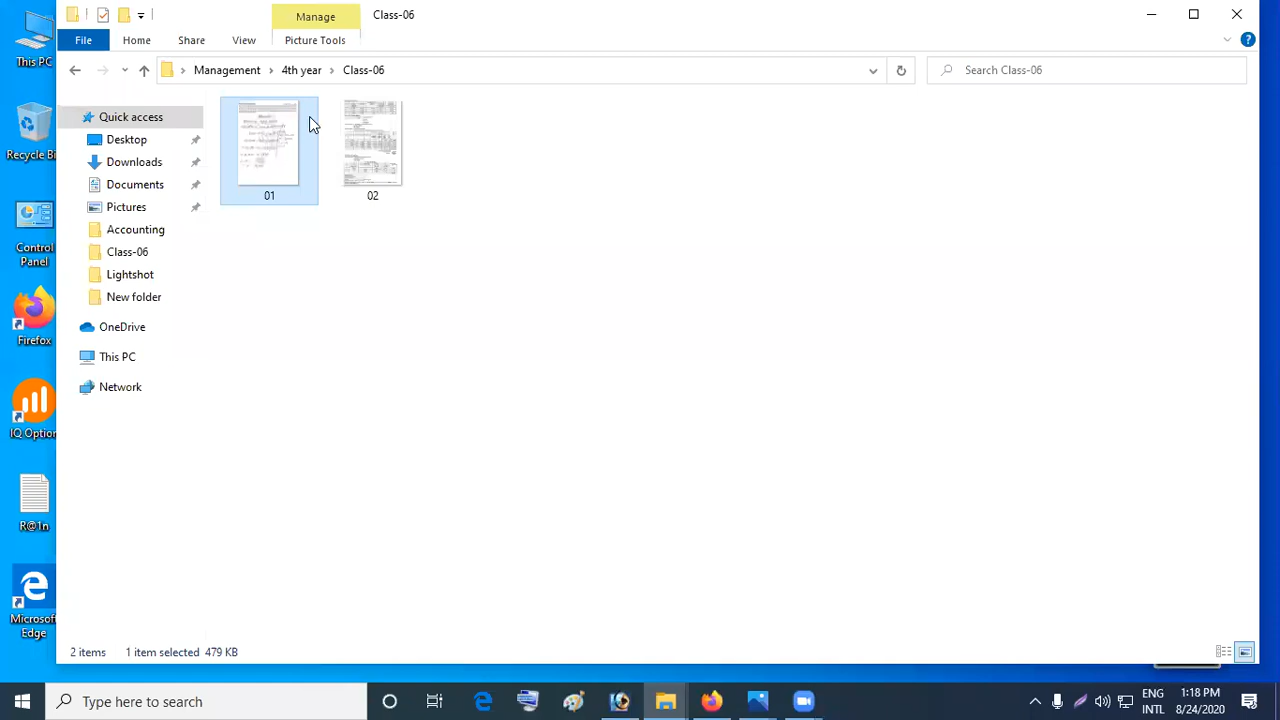 Manage
Class-06
File
Home
Share
View
Picture Tools
Management
4th year
Class-06
Search Class-06
Quick access
Desktop
Downloads
Documents
Pictures
Accounting
Class-06
Lightshot
New folder
OneDrive
This PC
Network
01
02
2 items
1 item selected 479 KB
This PC
Recycle Bi
Control
Panel
Firefox
IQ Option
R@1n
Microsof
Edge
Type here to search
ENG
INTL
1:18 PM
8/24/2020